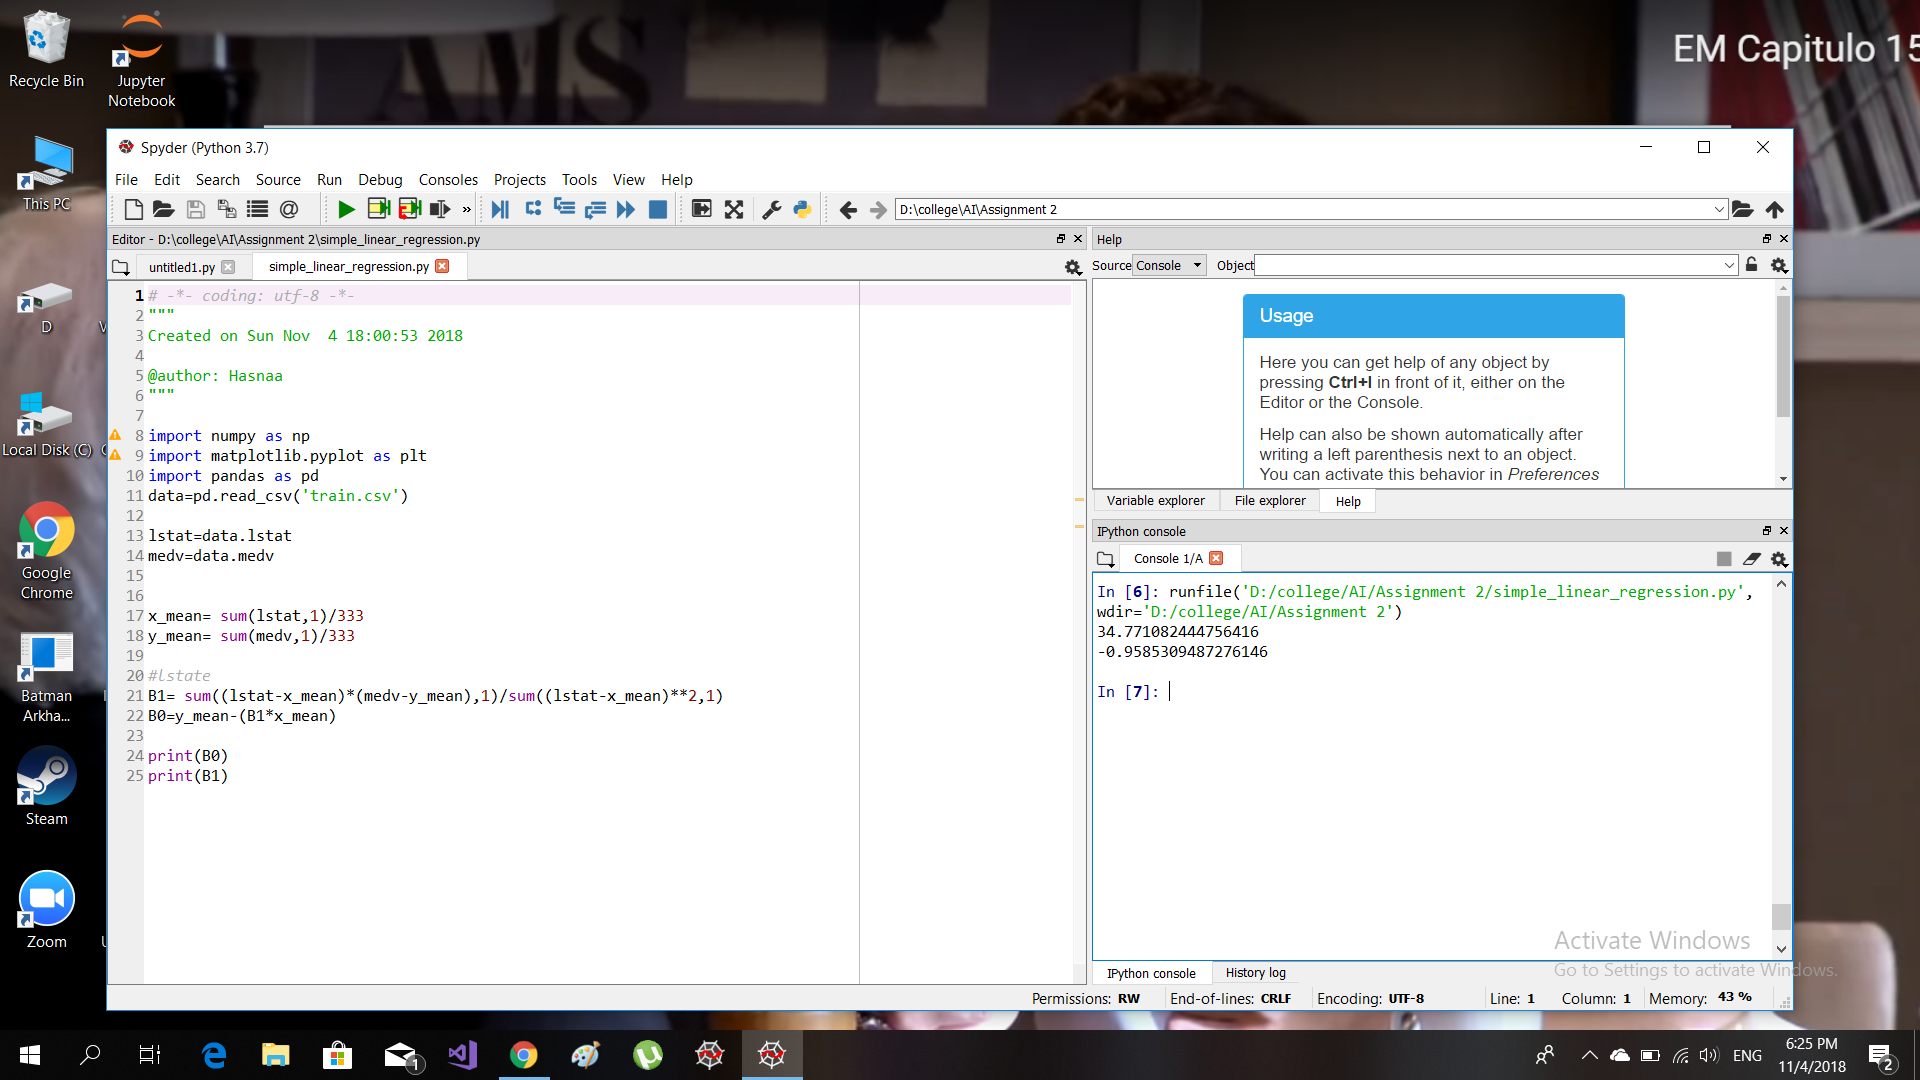 AMS
EM Capitulo 15
Recycle Bin
Jupyter
Notebook
This PC
D
Local Disk (C)
Google
Chrome
Batman
Arkha...
Steam
Zoom
Spyder (Python 3.7)
File Edit Search Source Run Debug Consoles Projects Tools View Help
D:\college\AI\Assignment 2
Editor - D:\college\AI\Assignment 2\simple_linear_regression.py
untitled1.py simple_linear_regression.py
1 # -*- coding: utf-8 -*-
2 """
3 Created on Sun Nov  4 18:00:53 2018
4
5 @author: Hasnaa
6 """
7
8 import numpy as np
9 import matplotlib.pyplot as plt
10 import pandas as pd
11 data=pd.read_csv('train.csv')
12
13 lstat=data.lstat
14 medv=data.medv
15
16
17 x_mean= sum(lstat,1)/333
18 y_mean= sum(medv,1)/333
19
20 #lstate
21 B1= sum((lstat-x_mean)*(medv-y_mean),1)/sum((lstat-x_mean)**2,1)
22 B0=y_mean-(B1*x_mean)
23
24 print(B0)
25 print(B1)
Help
Source Console Object
Usage
Here you can get help of any object by
pressing Ctrl+I in front of it, either on the
Editor or the Console.
Help can also be shown automatically after
writing a left parenthesis next to an object.
You can activate this behavior in Preferences
Variable explorer File explorer Help
IPython console
Console 1/A
In [6]: runfile('D:/college/AI/Assignment 2/simple_linear_regression.py',
wdir='D:/college/AI/Assignment 2')
34.771082444756416
-0.9585309487276146
In [7]:
Activate Windows
Go to Settings to activate Windows.
IPython console History log
Permissions: RW End-of-lines: CRLF Encoding: UTF-8 Line: 1 Column: 1 Memory: 43 %
1
ENG
6:25 PM
11/4/2018
2